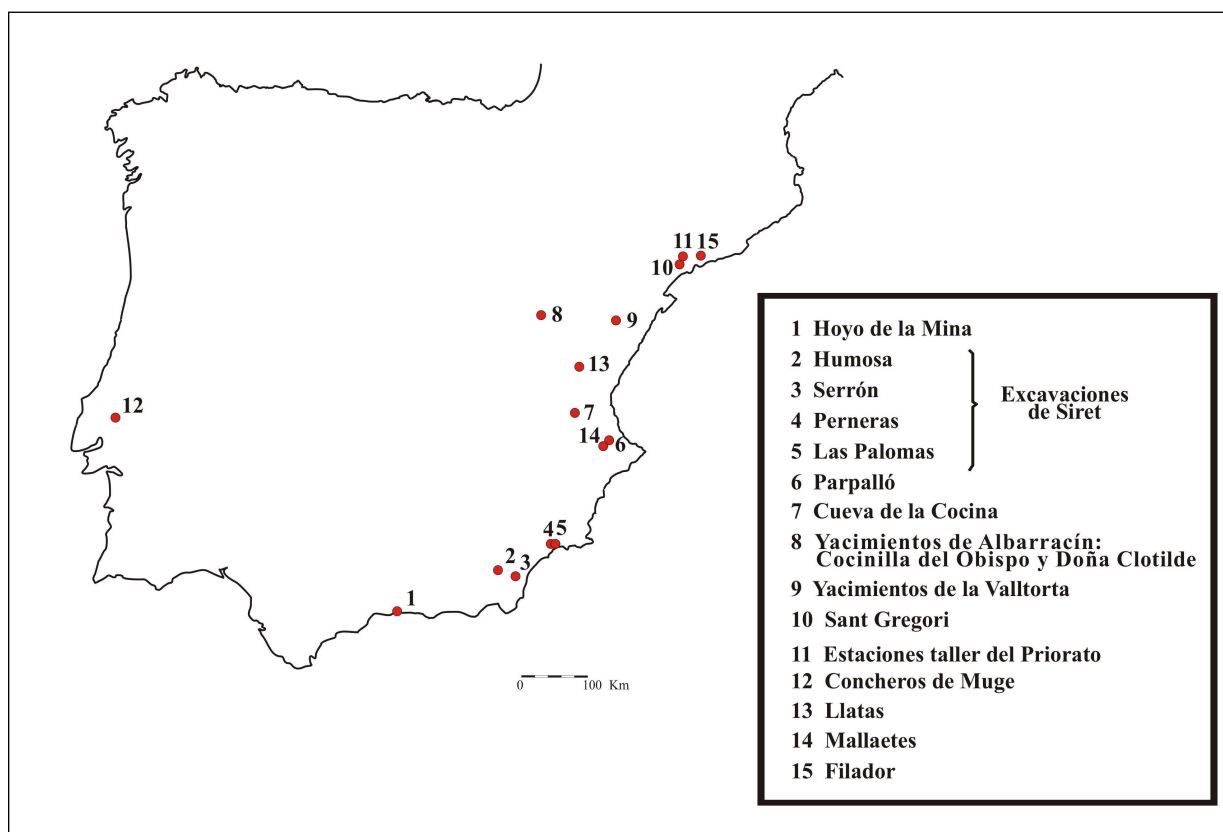 11 15
10
8
9
13
12
7
14
6
45
2
3
1
0 100 Km
1 Hoyo de la Mina
2 Humosa
3 Serrón
4 Perneras
5 Las Palomas
Excavaciones
de Siret
6 Parpalló
7 Cueva de la Cocina
8 Yacimientos de Albarracín:
Cocinilla del Obispo y Doña Clotilde
9 Yacimientos de la Valltorta
10 Sant Gregori
11 Estaciones taller del Priorato
12 Concheros de Muge
13 Llatas
14 Mallaetes
15 Filador